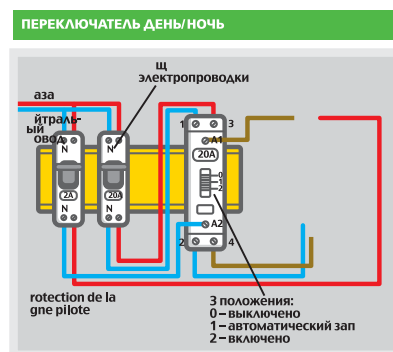 ПЕРЕКЛЮЧАТЕЛЬ ДЕНЬ/НОЧЬ
щ
электропроводки
аза
йтраль-
ый
овод
N
N
1
3
A1
20A
0
1
2
2A
20A
N
N
A2
2
4
rotection de la
gne pilote
3 положения:
0 – выключено
1 – автоматический зап
2 – включено